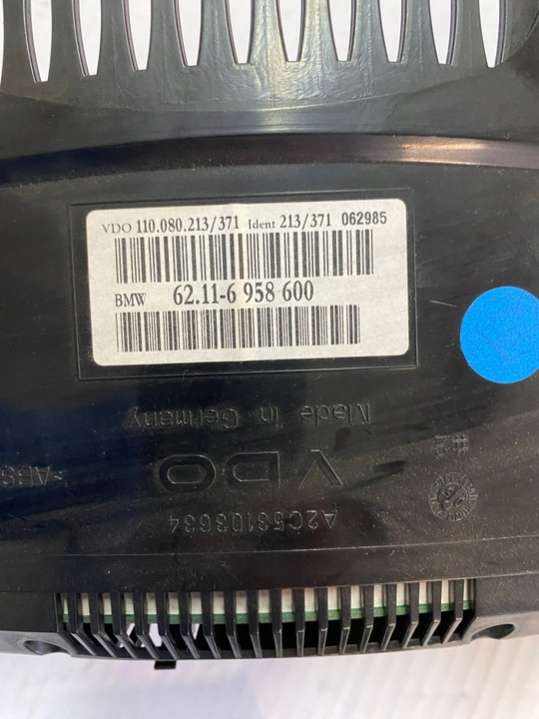 VDO 110.080.213/371 Ident 213/371 062985
BMW 62.11-6 958 600
Made in Germany
VDO
A2C53103634